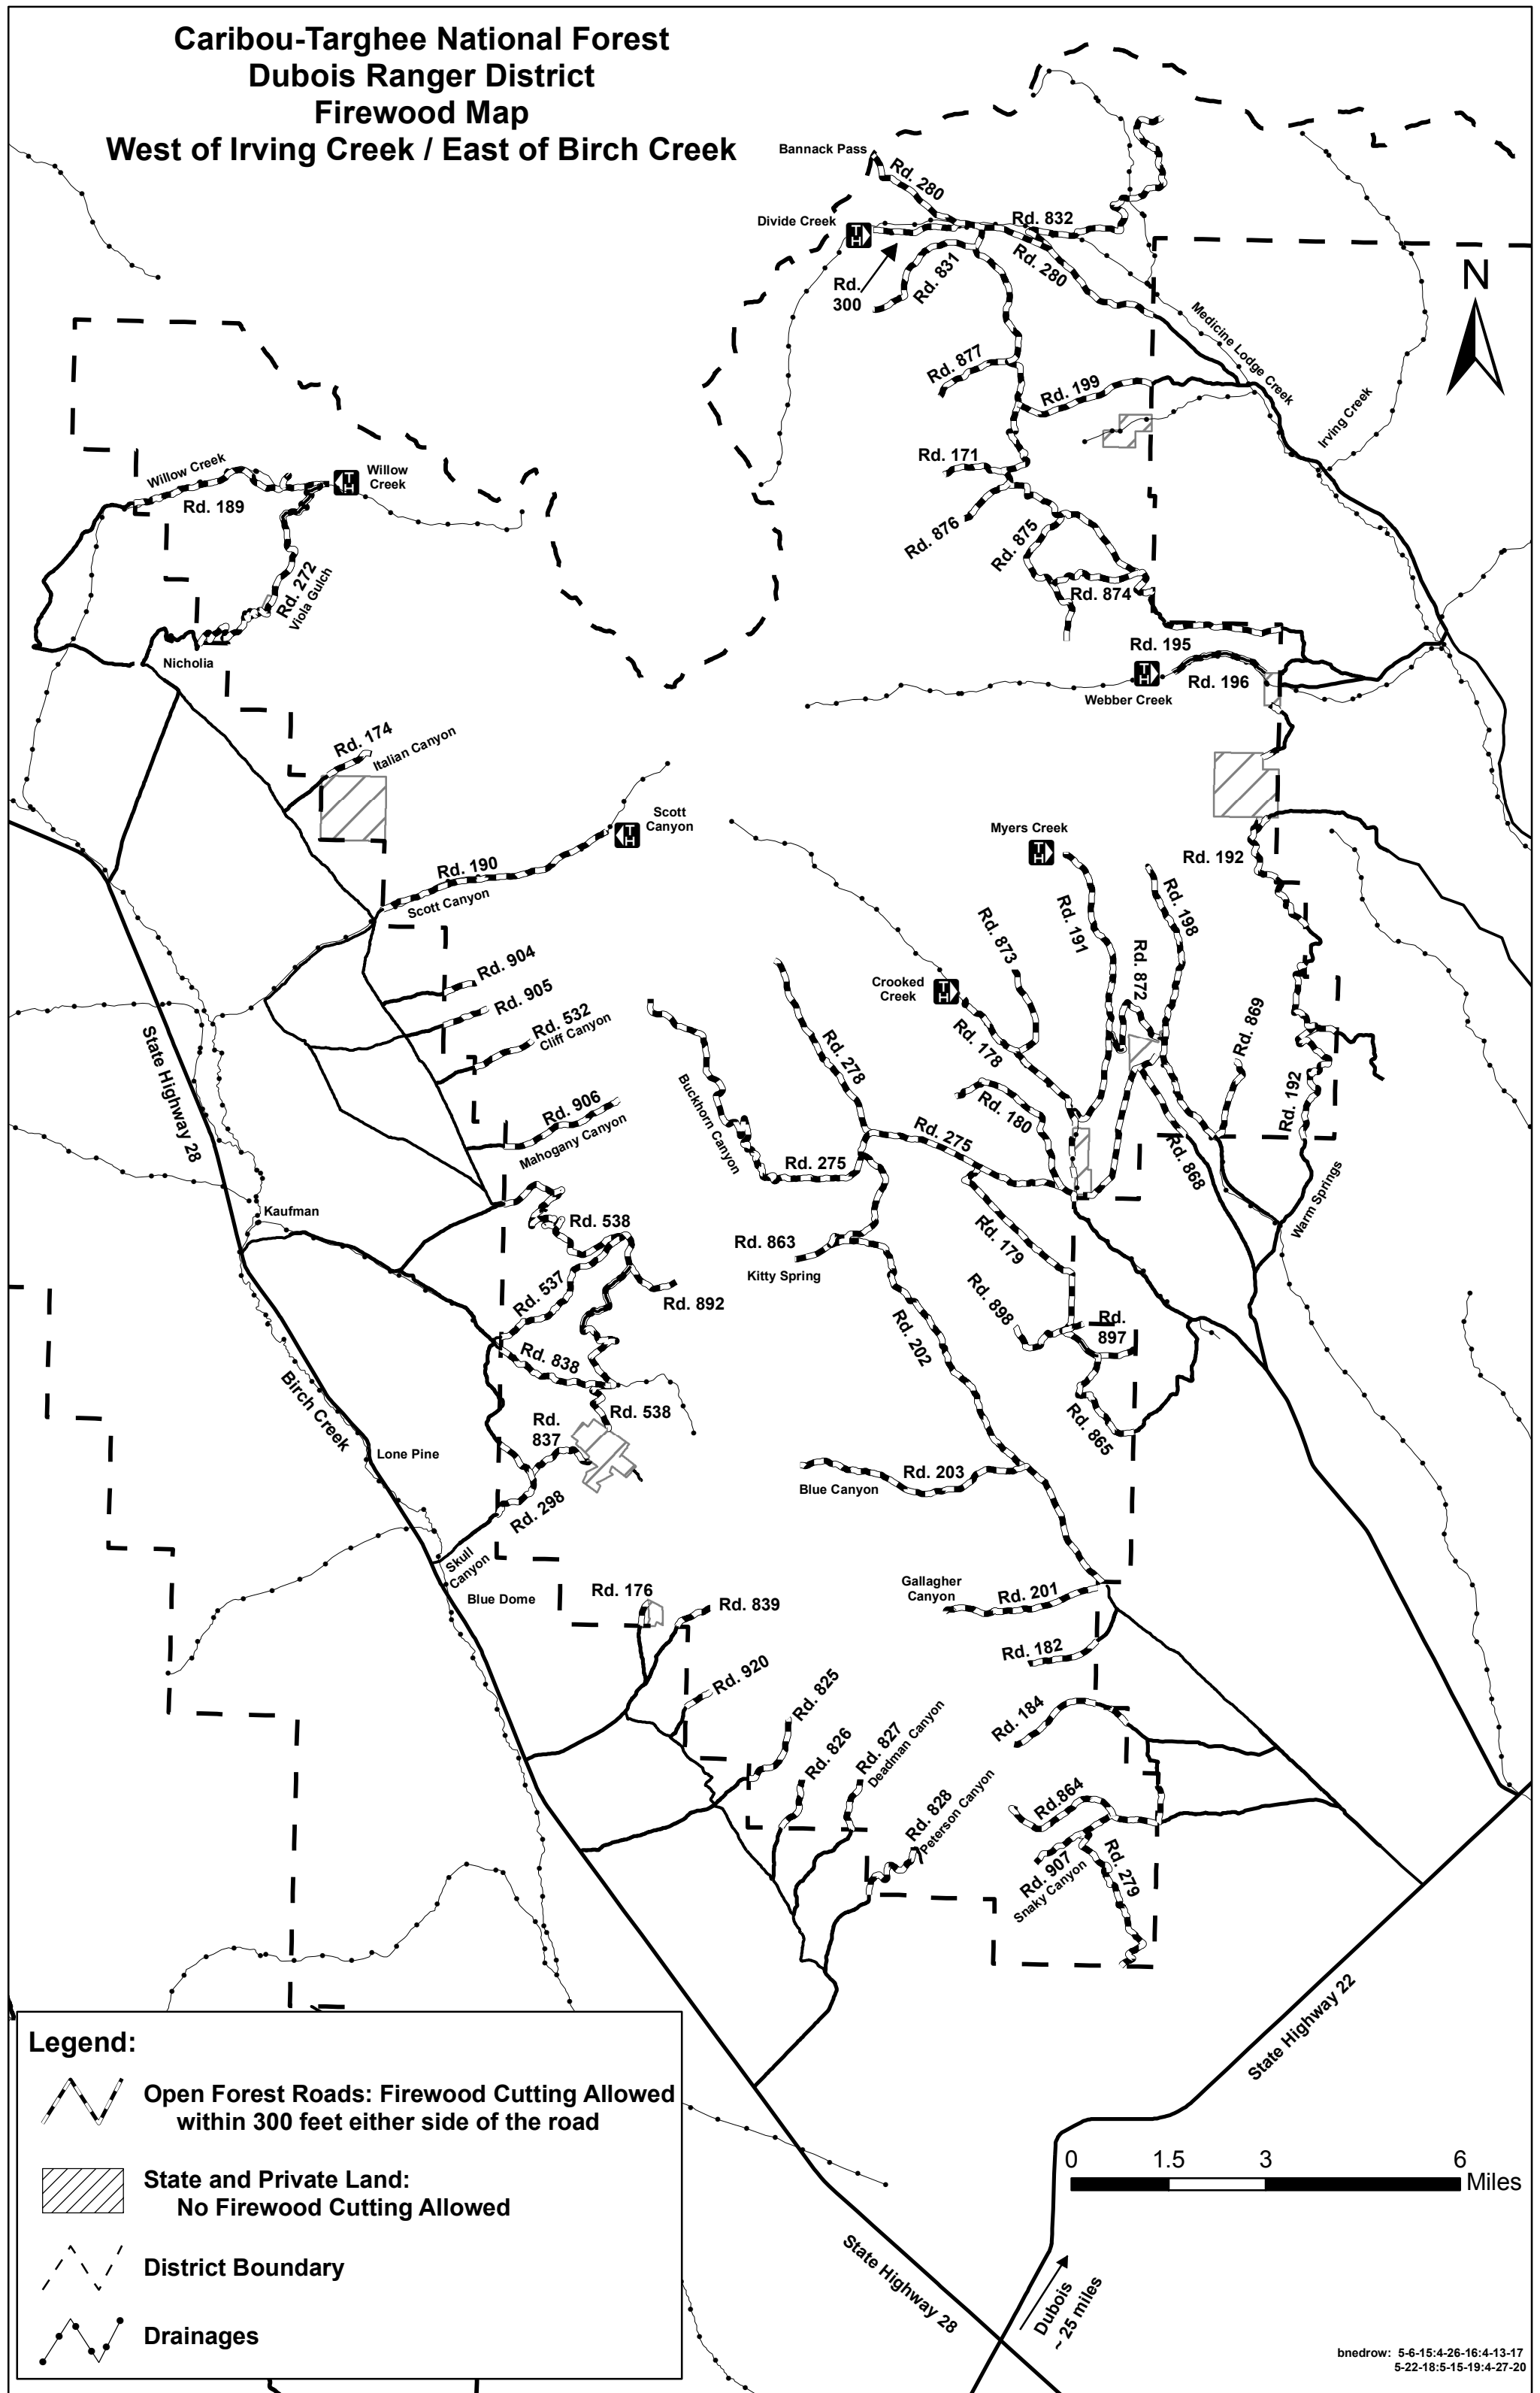 Caribou-Targhee National Forest
Dubois Ranger District
Firewood Map
West of Irving Creek / East of Birch Creek
Bannack Pass
Rd. 280
Divide Creek
TH
Rd. 832
Rd.
300
Rd. 831
Rd. 280
N
Medicine Lodge Creek
Irving Creek
Rd. 877
Rd. 199
Rd. 171
Rd. 876
Rd. 875
Rd. 874
Willow Creek
Rd. 189
TH
Willow
Creek
Rd. 272
Viola Gulch
Nicholia
Rd. 195
TH
Rd. 196
Webber Creek
Rd. 174
Italian Canyon
Scott
Canyon
TH
Rd. 190
Scott Canyon
Myers Creek
TH
Rd. 192
Rd. 191
Rd. 198
Rd. 873
Rd. 872
Crooked
Creek
TH
Rd. 178
Rd. 869
Rd. 904
Rd. 905
Rd. 532
Cliff Canyon
State Highway 28
Rd. 278
Buckhorn Canyon
Rd. 906
Mahogany Canyon
Rd. 180
Rd. 275
Rd. 275
Rd. 192
Rd. 868
Warm Springs
Kaufman
Rd. 538
Rd. 863
Kitty Spring
Rd. 179
Rd. 537
Rd. 892
Rd. 898
Rd.
897
Rd. 202
Rd. 838
Birch Creek
Rd. 538
Rd.
837
Rd. 865
Lone Pine
Rd. 203
Blue Canyon
Rd. 298
Skull
Canyon
Blue Dome
Rd. 176
Rd. 839
Gallagher
Canyon
Rd. 201
Rd. 182
Rd. 920
Rd. 825
Rd. 826
Rd. 827
Deadman Canyon
Rd. 184
Rd. 828
Peterson Canyon
Rd.864
Rd. 907
Snaky Canyon
Rd. 279
State Highway 22
Legend:
Open Forest Roads: Firewood Cutting Allowed
within 300 feet either side of the road
State and Private Land:
No Firewood Cutting Allowed
District Boundary
Drainages
0 1.5 3 6
Miles
State Highway 28
Dubois
~ 25 miles
bnedrow: 5-6-15:4-26-16:4-13-17
5-22-18:5-15-19:4-27-20